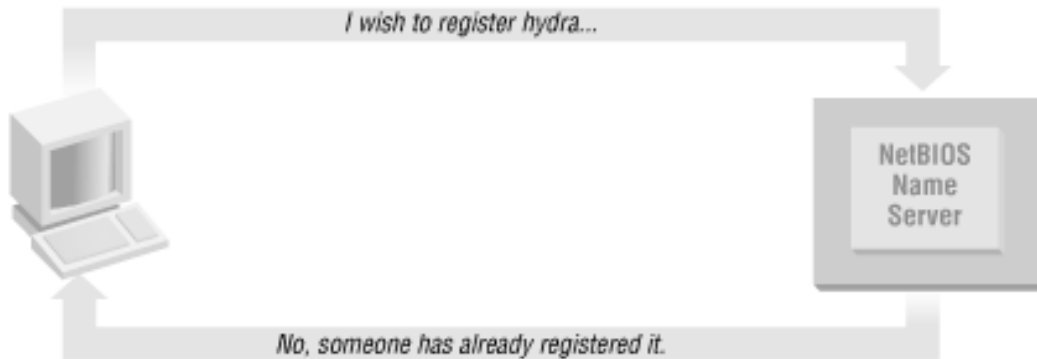 I wish to register hydra...
NetBIOS
Name
Server
No, someone has already registered it.